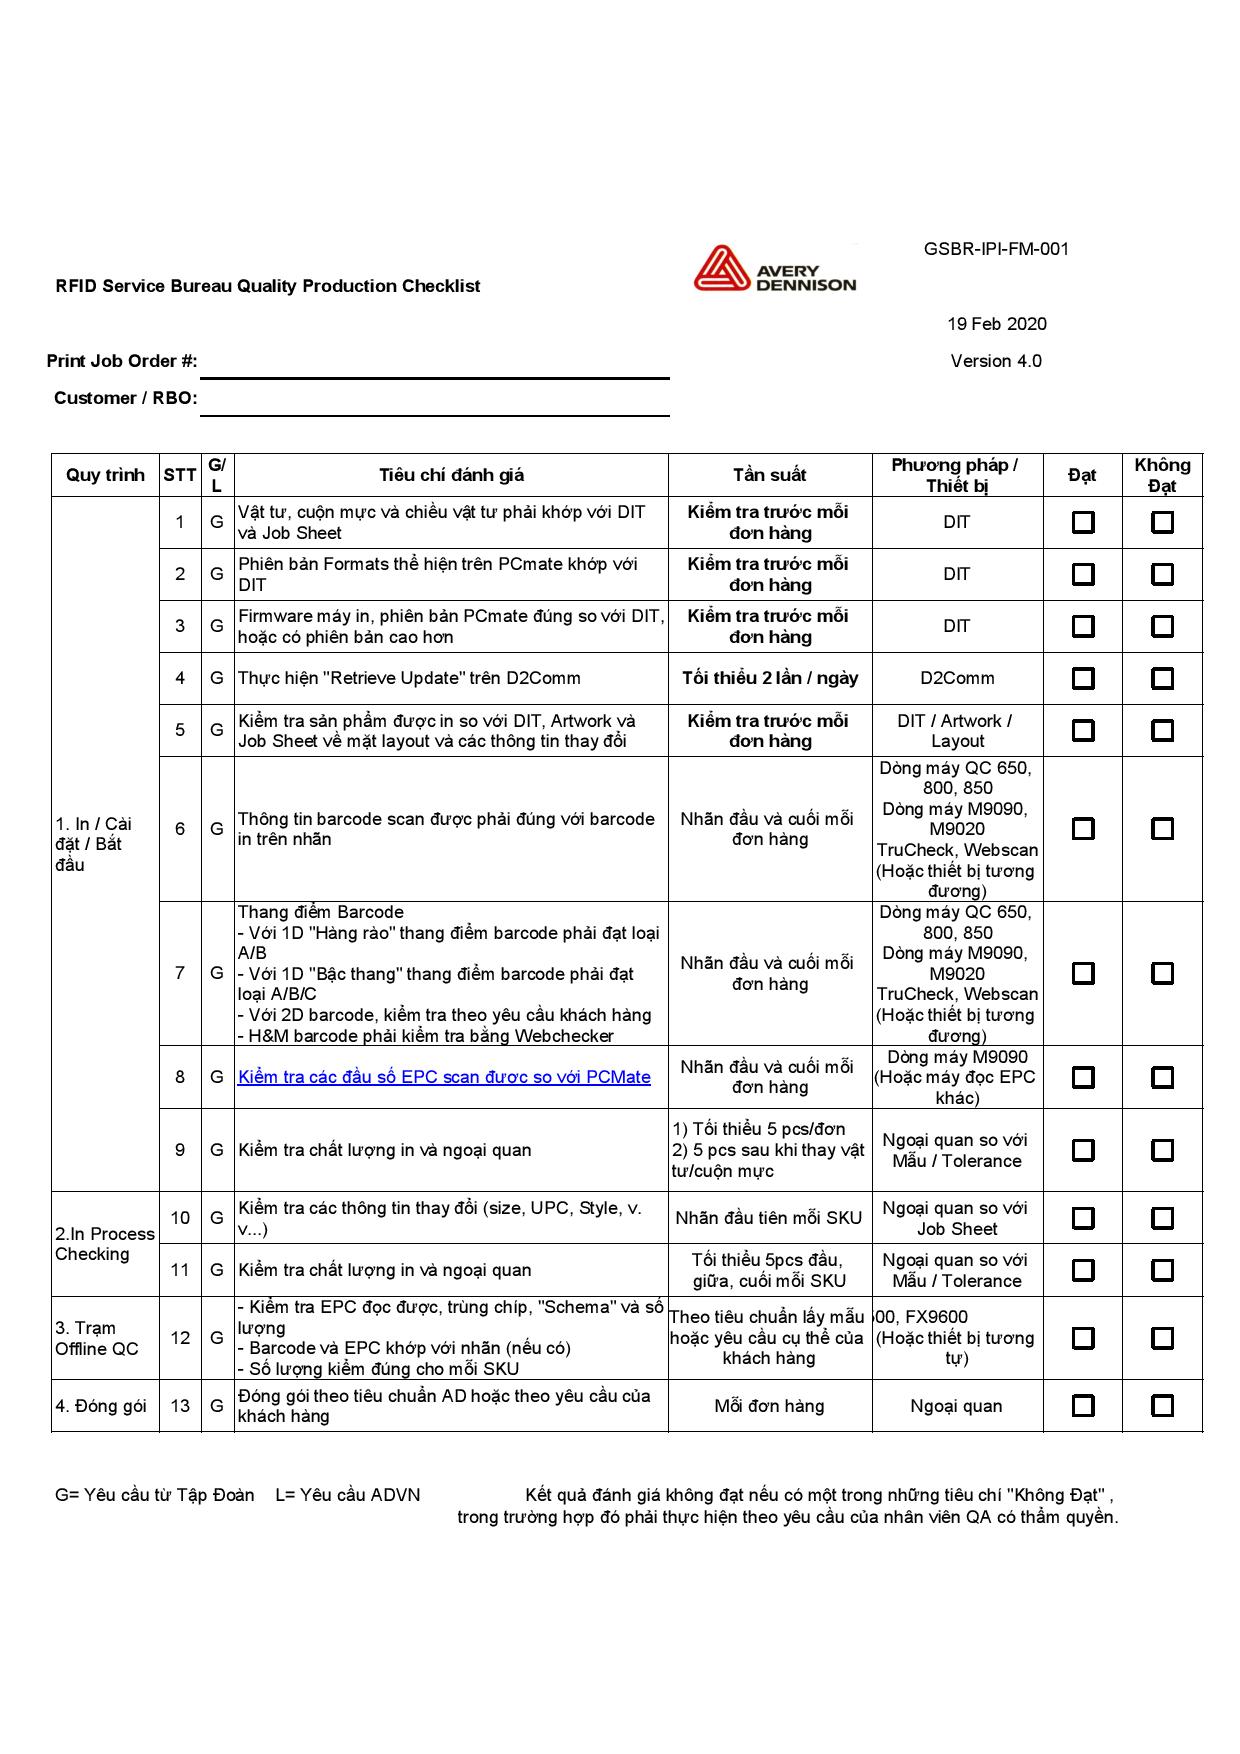 GSBR-IPI-FM-001
AVERY
DENNISON
RFID Service Bureau Quality Production Checklist
19 Feb 2020
Print Job Order #:
Version 4.0
Customer / RBO:
Quy trình STT G/ L Tiêu chí đánh giá Tần suất Phương pháp / Thiết bị Đạt Không Đạt
1. In / Cài
đặt / Bắt
đầu
1 G Vật tư, cuộn mực và chiều vật tư phải khớp với DIT
và Job Sheet
Kiểm tra trước mỗi
đơn hàng
DIT
2 G Phiên bản Formats thể hiện trên PCmate khớp với
DIT
Kiểm tra trước mỗi
đơn hàng
DIT
3 G Firmware máy in, phiên bản PCmate đúng so với DIT,
hoặc có phiên bản cao hơn
Kiểm tra trước mỗi
đơn hàng
DIT
4 G Thực hiện "Retrieve Update" trên D2Comm Tối thiểu 2 lần / ngày D2Comm
5 G Kiểm tra sản phẩm được in so với DIT, Artwork và
Job Sheet về mặt layout và các thông tin thay đổi
Kiểm tra trước mỗi
đơn hàng
DIT / Artwork /
Layout
6 G Thông tin barcode scan được phải đúng với barcode
in trên nhãn
Nhãn đầu và cuối mỗi
đơn hàng
Dòng máy QC 650,
800, 850
Dòng máy M9090,
M9020
TruCheck, Webscan
(Hoặc thiết bị tương
đương)
7 G Thang điểm Barcode
- Với 1D "Hàng rào" thang điểm barcode phải đạt loại
A/B
- Với 1D "Bậc thang" thang điểm barcode phải đạt
loại A/B/C
- Với 2D barcode, kiểm tra theo yêu cầu khách hàng
- H&M barcode phải kiểm tra bằng Webchecker
Nhãn đầu và cuối mỗi
đơn hàng
Dòng máy QC 650,
800, 850
Dòng máy M9090,
M9020
TruCheck, Webscan
(Hoặc thiết bị tương
đương)
8 G Kiểm tra các đầu số EPC scan được so với PCMate
Nhãn đầu và cuối mỗi
đơn hàng
Dòng máy M9090
(Hoặc máy đọc EPC
khác)
9 G Kiểm tra chất lượng in và ngoại quan
1) Tối thiểu 5 pcs/đơn
2) 5 pcs sau khi thay vật
tư/cuộn mực
Ngoại quan so với
Mẫu / Tolerance
2.In Process
Checking
10 G Kiểm tra các thông tin thay đổi (size, UPC, Style, v.
v...)
Nhãn đầu tiên mỗi SKU
Ngoại quan so với
Job Sheet
11 G Kiểm tra chất lượng in và ngoại quan
Tối thiểu 5pcs đầu,
giữa, cuối mỗi SKU
Ngoại quan so với
Mẫu / Tolerance
3. Trạm
Offline QC
12 G - Kiểm tra EPC đọc được, trùng chíp, "Schema" và số
lượng
- Barcode và EPC khớp với nhãn (nếu có)
- Số lượng kiểm đúng cho mỗi SKU
Theo tiêu chuẩn lấy mẫu
hoặc yêu cầu cụ thể của
khách hàng
00, FX9600
(Hoặc thiết bị tương
tự)
4. Đóng gói 13 G Đóng gói theo tiêu chuẩn AD hoặc theo yêu cầu của
khách hàng
Mỗi đơn hàng Ngoại quan
G= Yêu cầu từ Tập Đoàn L= Yêu cầu ADVN Kết quả đánh giá không đạt nếu có một trong những tiêu chí "Không Đạt" ,
trong trường hợp đó phải thực hiện theo yêu cầu của nhân viên QA có thẩm quyền.